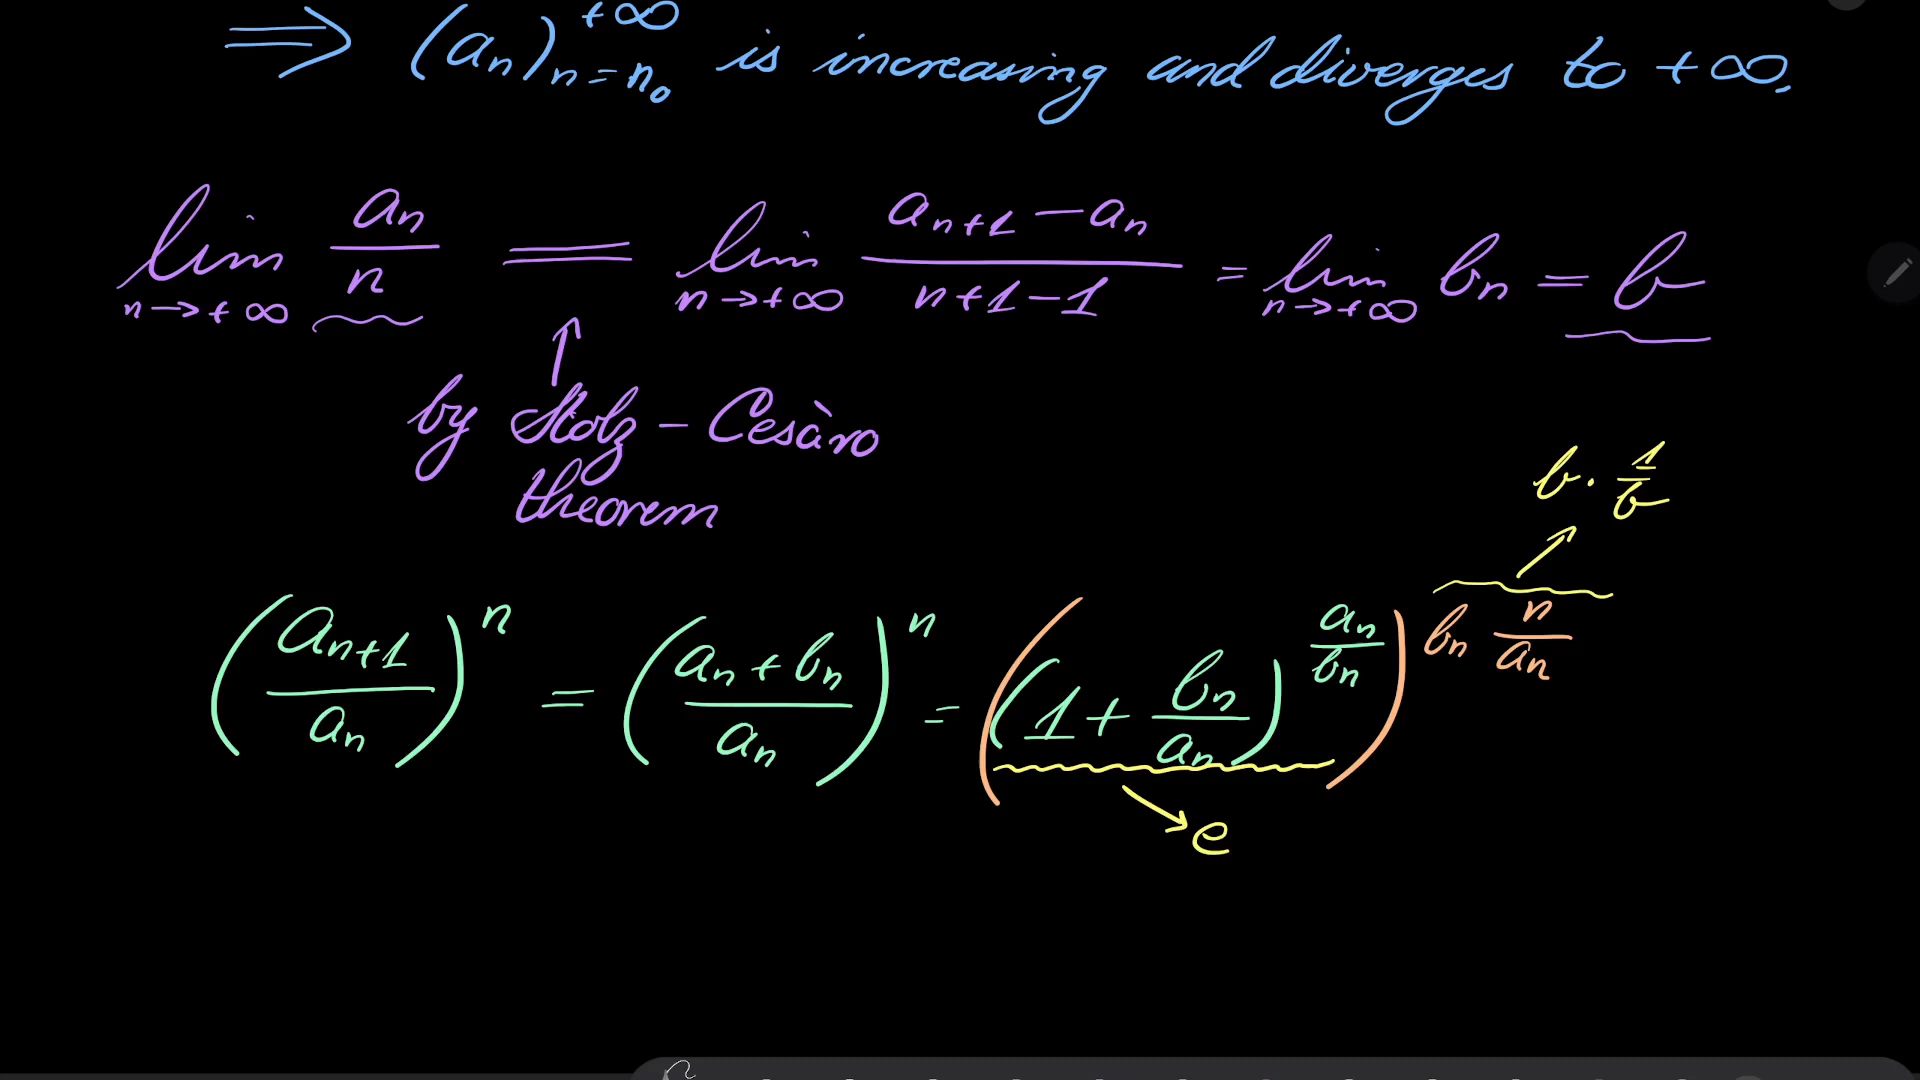 ⟹ (aₙ)ₙ₌ₙ₀^{+∞} is increasing and diverges to +∞.
lim_{n→+∞} aₙ/n = lim_{n→+∞} (aₙ₊₁ − aₙ)/(n+1−1) = lim_{n→+∞} bₙ = b
by Stolz – Cesàro
theorem
b · 1/b
(aₙ₊₁/aₙ)ⁿ = ((aₙ + bₙ)/aₙ)ⁿ = ((1 + bₙ/aₙ)^{aₙ/bₙ})^{bₙ n/aₙ}
e